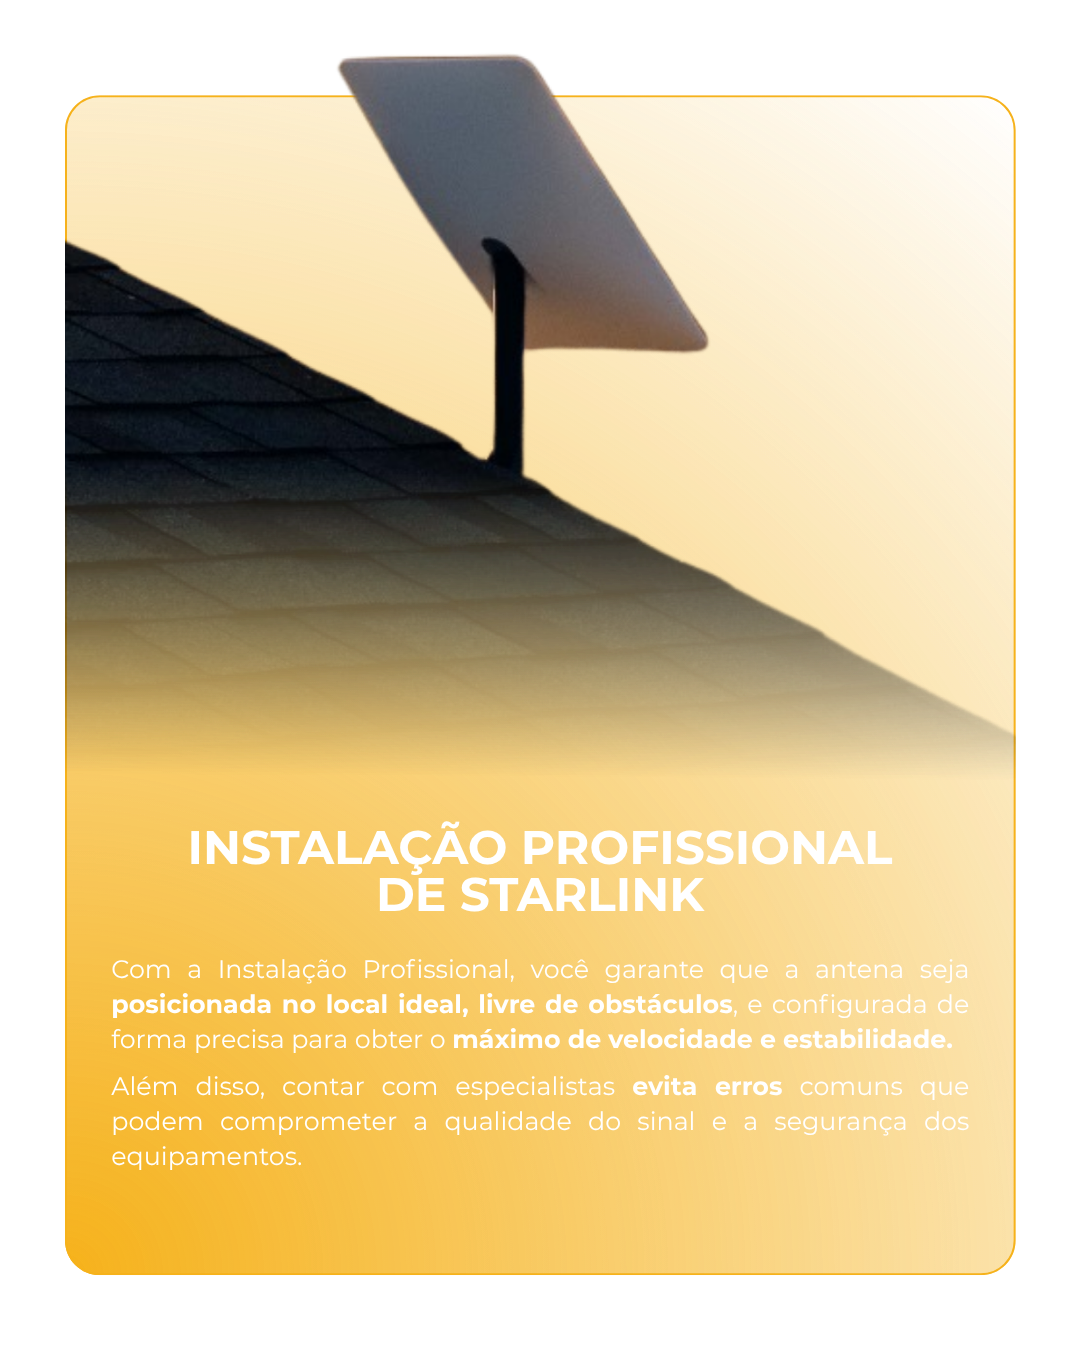 INSTALAÇÃO PROFISSIONAL
DE STARLINK
Com a Instalação Profissional, você garante que a antena seja
posicionada no local ideal, livre de obstáculos, e configurada de
forma precisa para obter o máximo de velocidade e estabilidade.
Além disso, contar com especialistas evita erros comuns que
podem comprometer a qualidade do sinal e a segurança dos
equipamentos.